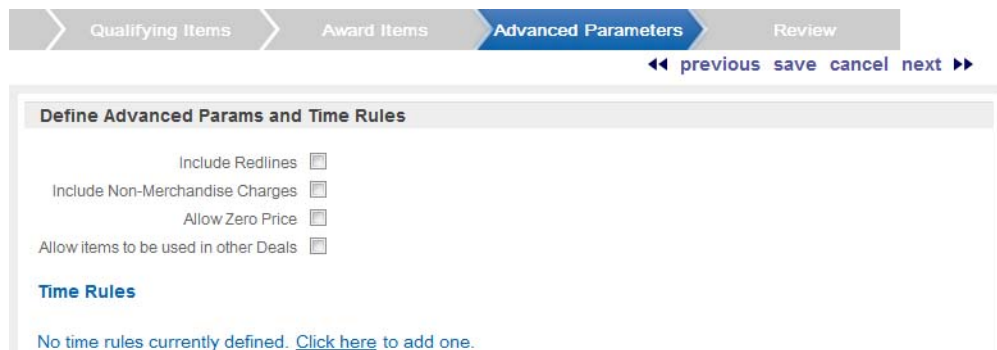 Qualifying Items Award Items Advanced Parameters Review
previous save cancel next
Define Advanced Params and Time Rules
Include Redlines
Include Non-Merchandise Charges
Allow Zero Price
Allow items to be used in other Deals
Time Rules
No time rules currently defined. Click here to add one.